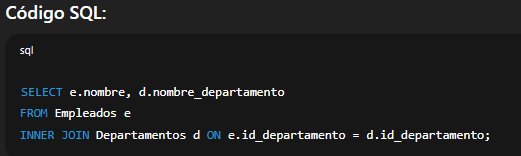 Código SQL:
sql
SELECT e.nombre, d.nombre_departamento
FROM Empleados e
INNER JOIN Departamentos d ON e.id_departamento = d.id_departamento;